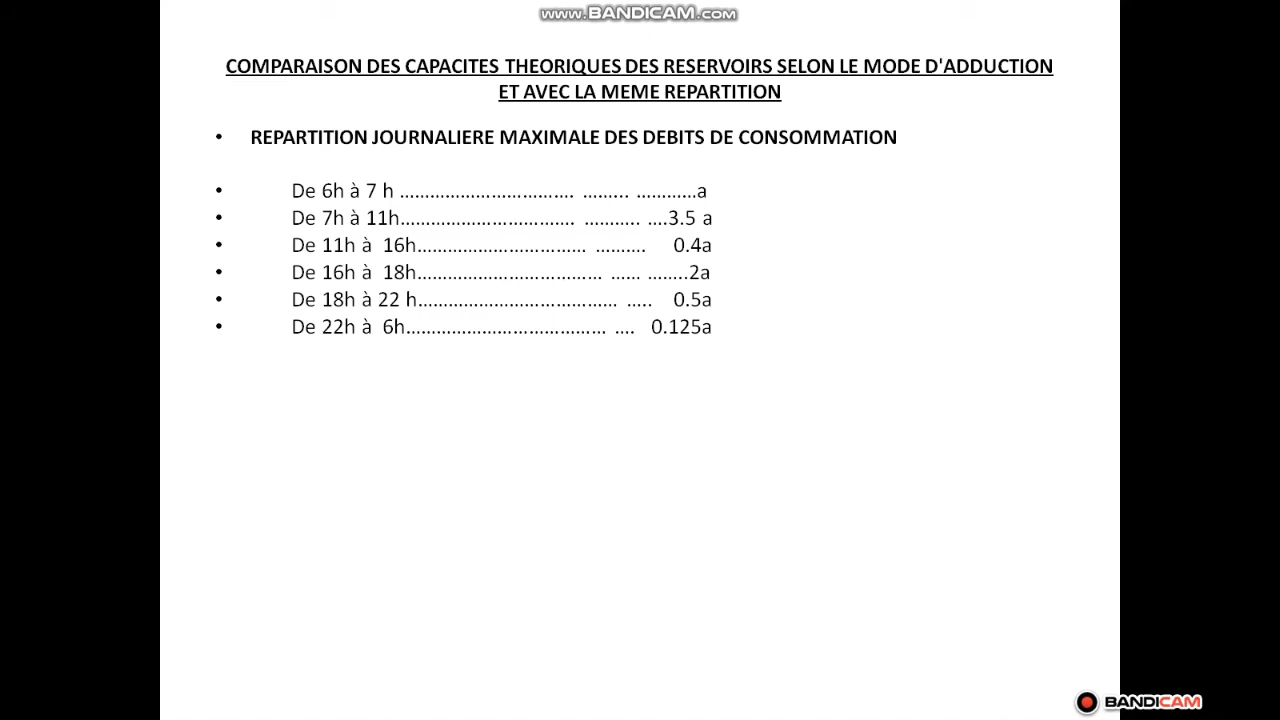 www.BANDICAM.com
COMPARAISON DES CAPACITES THEORIQUES DES RESERVOIRS SELON LE MODE D'ADDUCTION
ET AVEC LA MEME REPARTITION
• REPARTITION JOURNALIERE MAXIMALE DES DEBITS DE CONSOMMATION
• De 6h à 7 h ................................. ......... ............a
• De 7h à 11h.................................. ........... ....3.5 a
• De 11h à 16h................................. .......... 0.4a
• De 16h à 18h.................................... ...... ........2a
• De 18h à 22 h....................................... ..... 0.5a
• De 22h à 6h....................................... .... 0.125a
BANDICAM